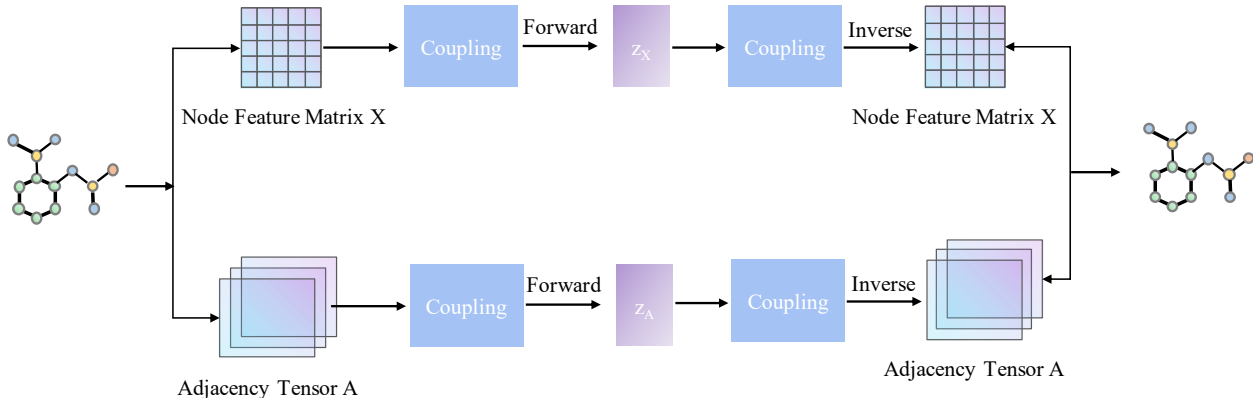 Coupling
Forward
z_X
Coupling
Inverse
Node Feature Matrix X
Node Feature Matrix X
Coupling
Forward
z_A
Coupling
Inverse
Adjacency Tensor A
Adjacency Tensor A